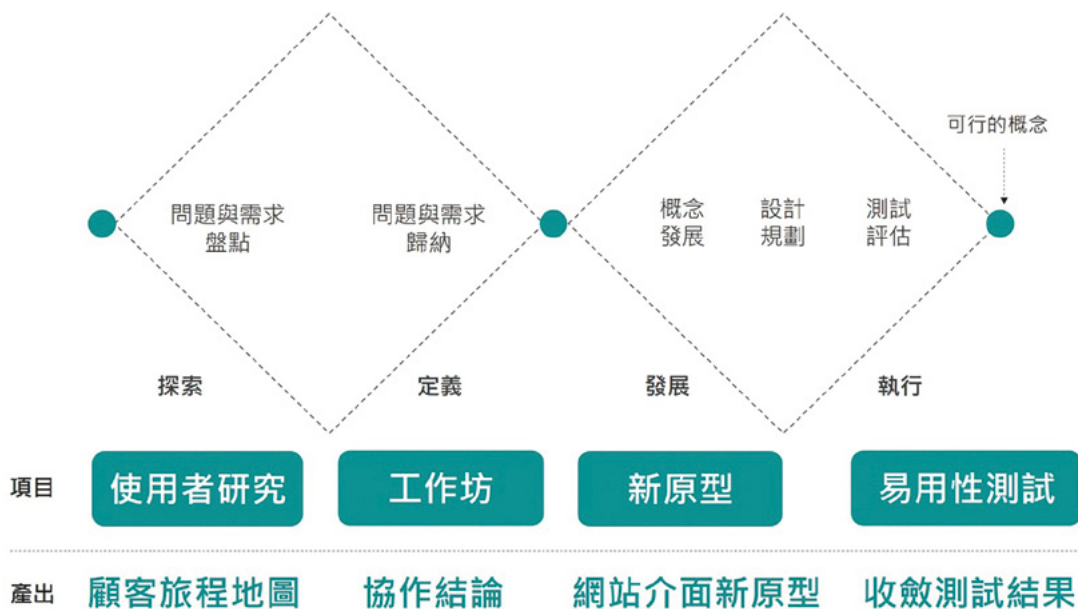 可行的概念
問題與需求
盤點
問題與需求
歸納
概念
發展
設計
規劃
測試
評估
探索
定義
發展
執行
項目
使用者研究
工作坊
新原型
易用性測試
產出
顧客旅程地圖
協作結論
網站介面新原型
收斂測試結果